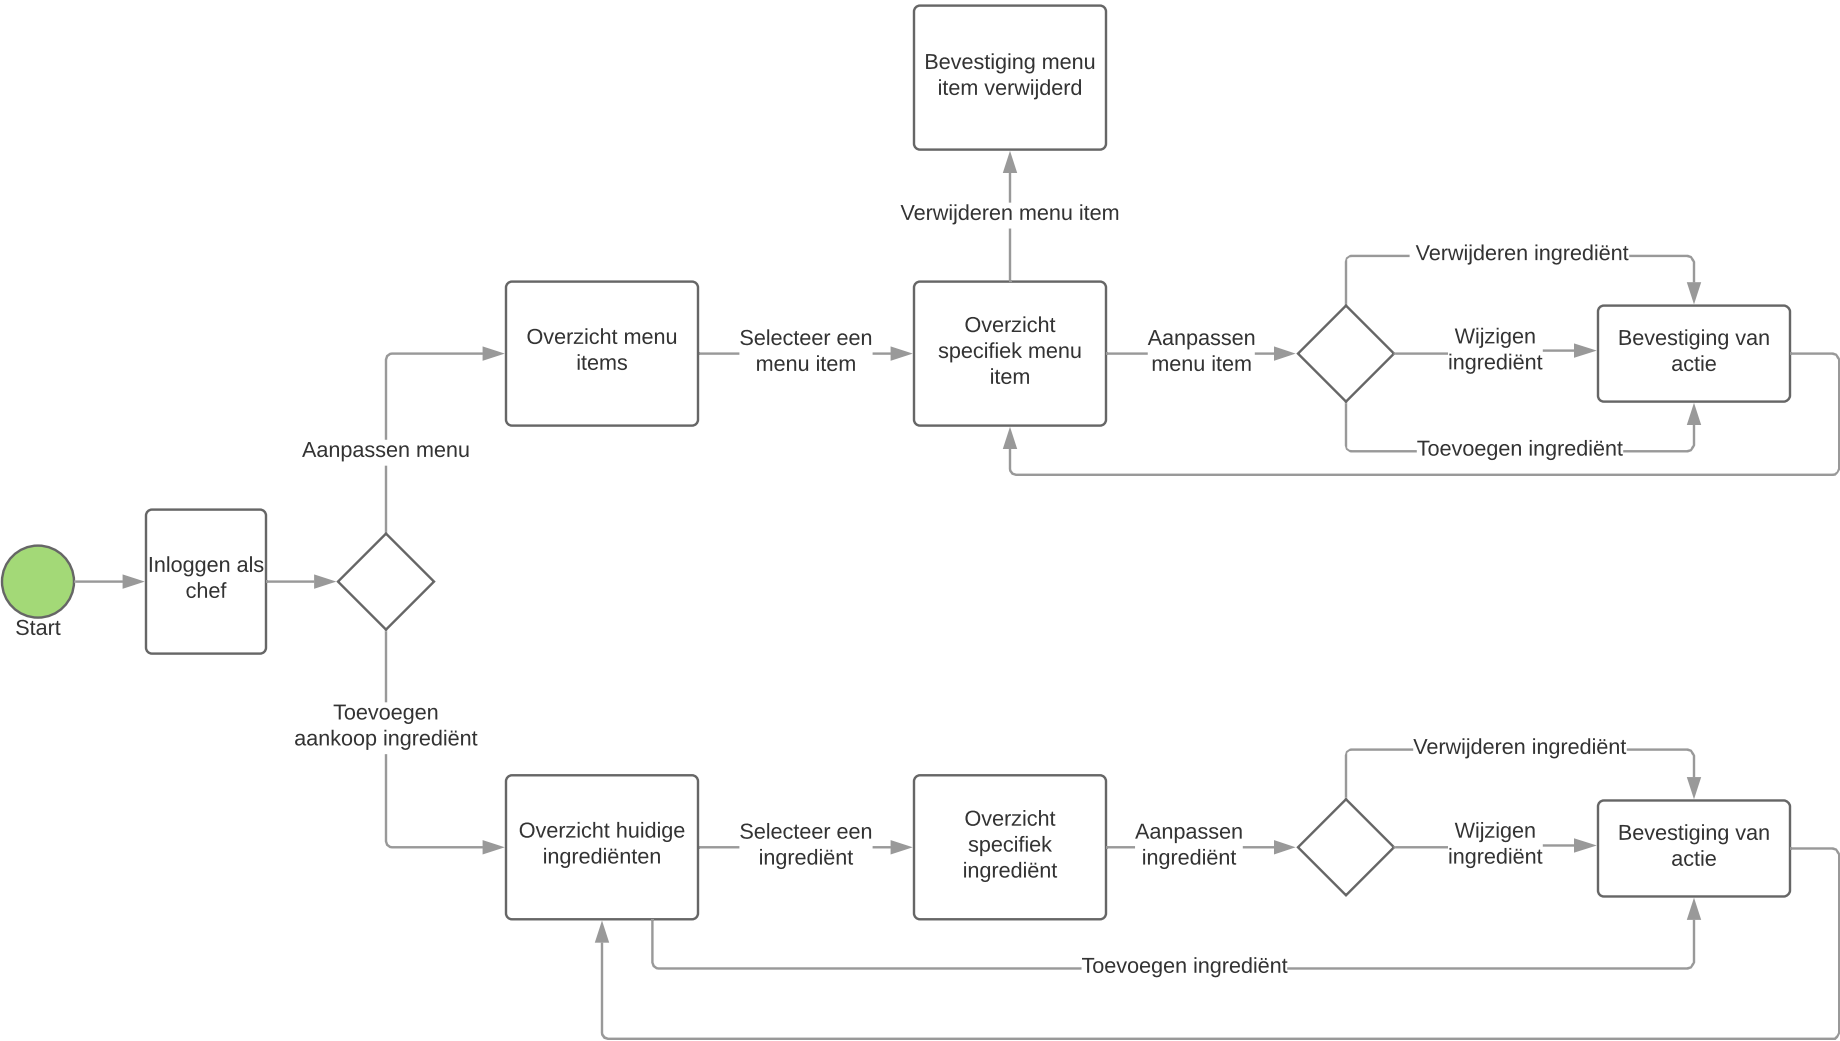 Bevestiging menu
item verwijderd
Verwijderen menu item
Verwijderen ingrediënt
Overzicht menu
items
Selecteer een
menu item
Overzicht
specifiek menu
item
Aanpassen
menu item
Wijzigen
ingrediënt
Bevestiging van
actie
Toevoegen ingrediënt
Aanpassen menu
Inloggen als
chef
Start
Toevoegen
aankoop ingrediënt
Verwijderen ingrediënt
Overzicht huidige
ingrediënten
Selecteer een
ingrediënt
Overzicht
specifiek
ingrediënt
Aanpassen
ingrediënt
Wijzigen
ingrediënt
Bevestiging van
actie
Toevoegen ingrediënt